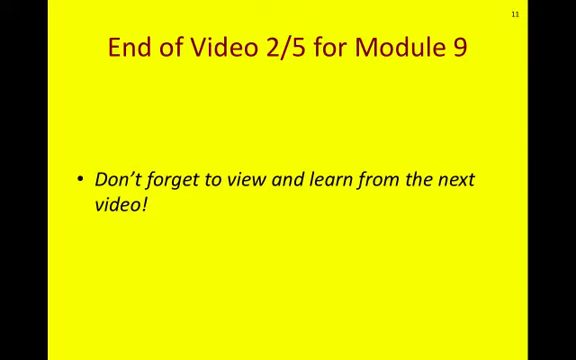 11
End of Video 2/5 for Module 9
• Don’t forget to view and learn from the next
video!